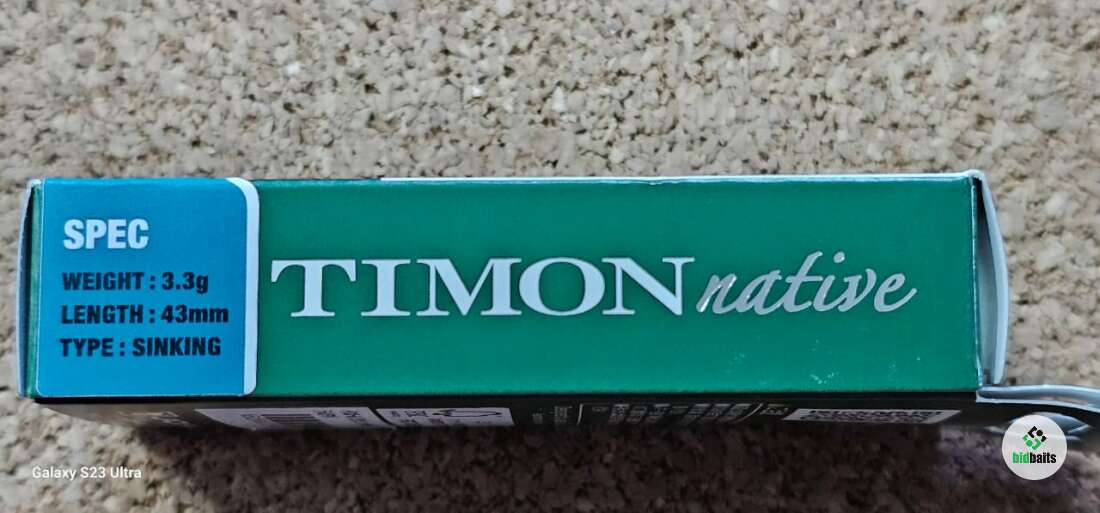 SPEC
WEIGHT : 3.3g
LENGTH : 43mm
TYPE : SINKING
TIMON native
Galaxy S23 Ultra
bidbaits